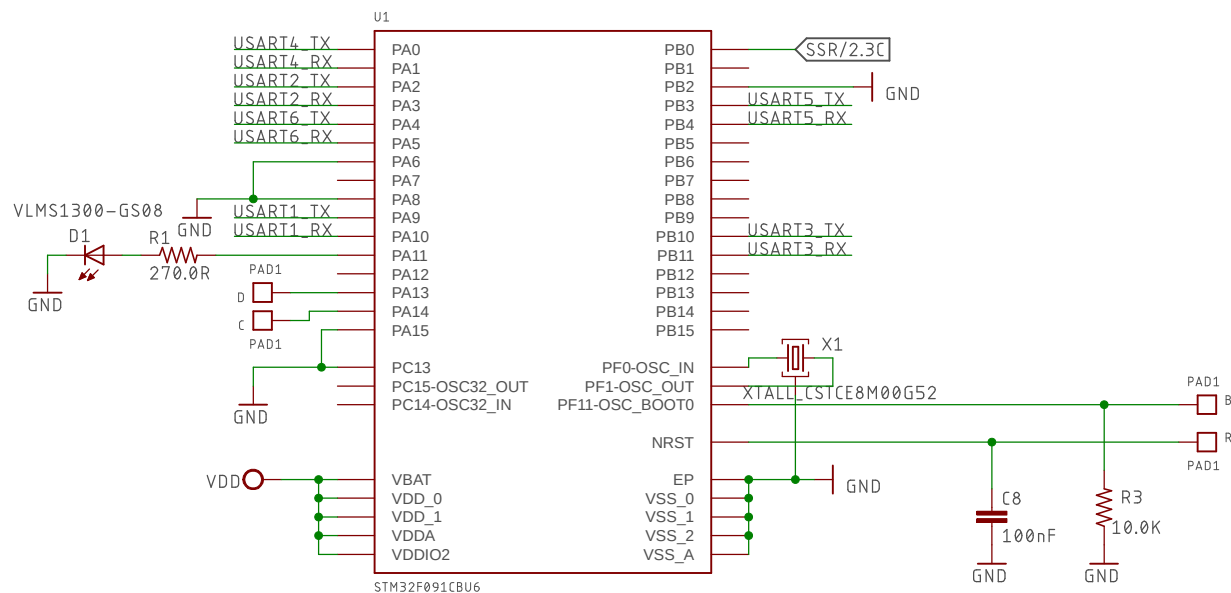 U1
USART4_TX PA0 PB0 SSR/2.3C
USART4_RX PA1 PB1
USART2_TX PA2 PB2 GND
USART2_RX PA3 PB3 USART5_TX
USART6_TX PA4 PB4 USART5_RX
USART6_RX PA5 PB5
PA6 PB6
PA7 PB7
GND PA8 PB8
USART1_TX PA9 PB9
USART1_RX PA10 PB10 USART3_TX
VLMS1300-GS08
D1 R1 PA11 PB11 USART3_RX
270.0R PA12 PB12
GND
PAD1
D PA13 PB13
C PA14 PB14
PAD1
PA15 PB15
X1
PC13 PF0-OSC_IN
GND
PC15-OSC32_OUT PF1-OSC_OUT
XTALL_CSTCE8M00G52
PC14-OSC32_IN PF11-OSC_BOOT0
PAD1
B
NRST R
PAD1
VDD VBAT EP GND
VDD_0 VSS_0
VDD_1 VSS_1
VDDA VSS_2
VDDIO2 VSS_A
C8 R3
100nF 10.0K
GND GND
STM32F091CBU6